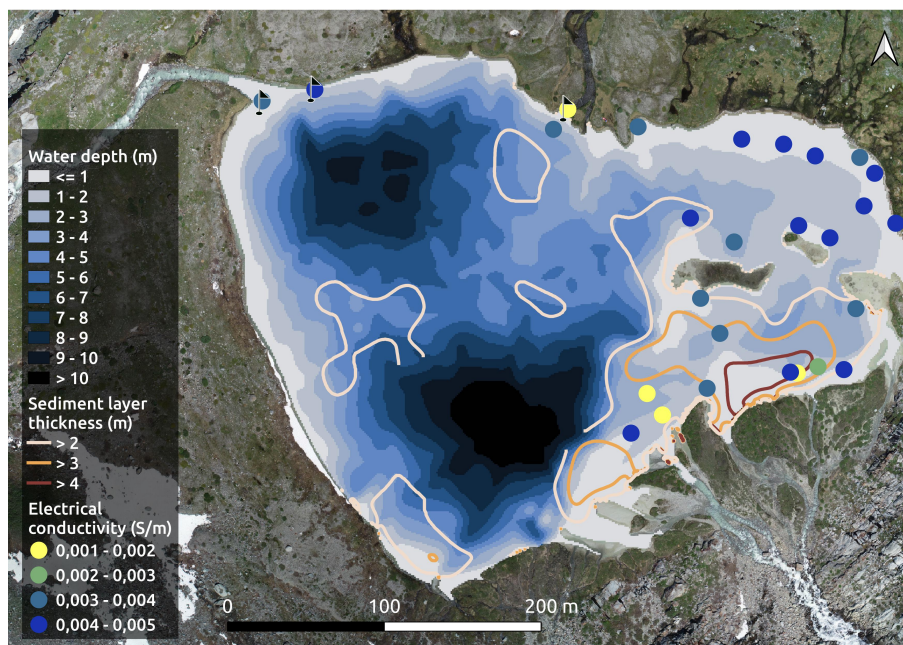 Water depth (m)
<= 1
1 - 2
2 - 3
3 - 4
4 - 5
5 - 6
6 - 7
7 - 8
8 - 9
9 - 10
> 10
Sediment layer
thickness (m)
> 2
> 3
> 4
Electrical
conductivity (S/m)
0,001 - 0,002
0,002 - 0,003
0,003 - 0,004
0,004 - 0,005
0 100 200 m